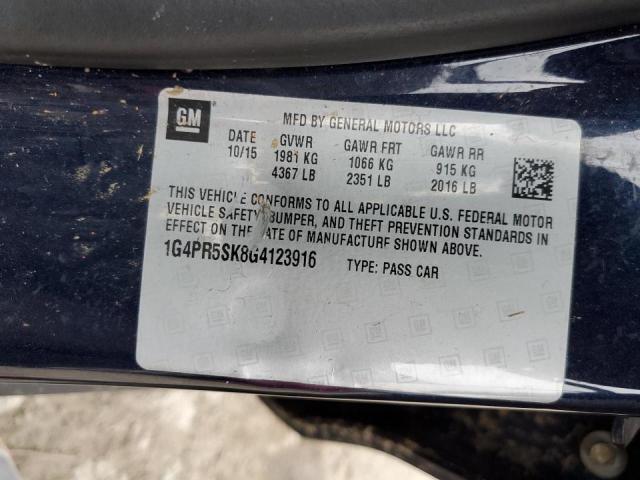 GM
MFD BY GENERAL MOTORS LLC
DATE GVWR GAWR FRT GAWR RR
10/15 1981 KG 1066 KG 915 KG
4367 LB 2351 LB 2016 LB
THIS VEHICLE CONFORMS TO ALL APPLICABLE U.S. FEDERAL MOTOR
VEHICLE SAFETY, BUMPER, AND THEFT PREVENTION STANDARDS IN
EFFECT ON THE DATE OF MANUFACTURE SHOWN ABOVE.
1G4PR5SK8G4123916 TYPE: PASS CAR